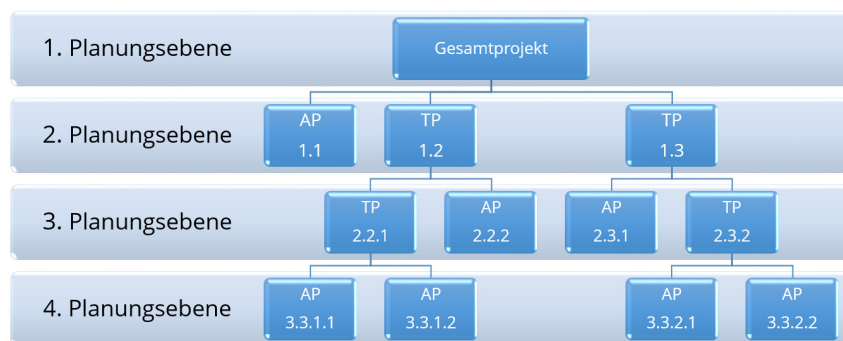 1. Planungsebene
Gesamtprojekt
2. Planungsebene
AP
1.1
TP
1.2
TP
1.3
3. Planungsebene
TP
2.2.1
AP
2.2.2
AP
2.3.1
TP
2.3.2
4. Planungsebene
AP
3.3.1.1
AP
3.3.1.2
AP
3.3.2.1
AP
3.3.2.2